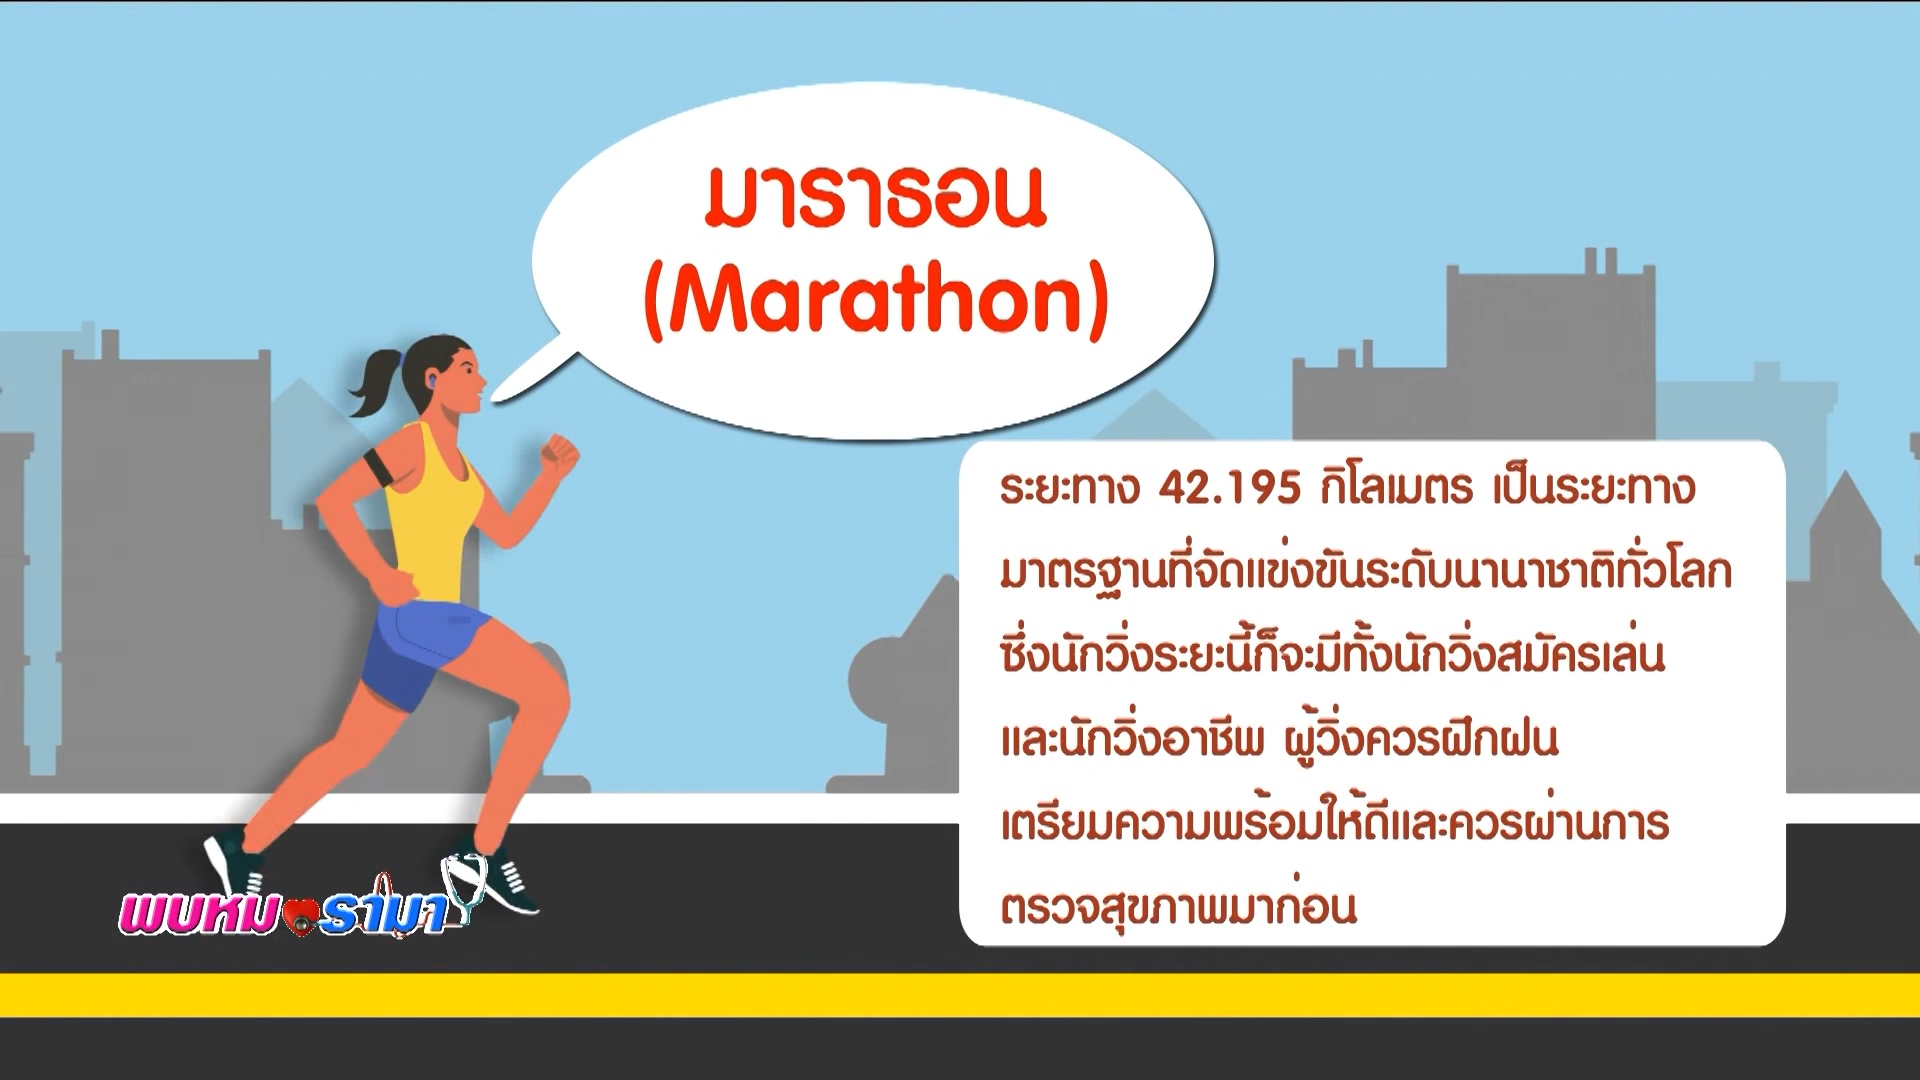 มาราธอน
(Marathon)
ระยะทาง 42.195 กิโลเมตร เป็นระยะทาง
มาตรฐานที่จัดแข่งขันระดับนานาชาติทั่วโลก
ซึ่งนักวิ่งระยะนี้ก็จะมีทั้งนักวิ่งสมัครเล่น
และนักวิ่งอาชีพ ผู้วิ่งควรฝึกฝน
เตรียมความพร้อมให้ดีและควรผ่านการ
ตรวจสุขภาพมาก่อน
พบหมอรามา